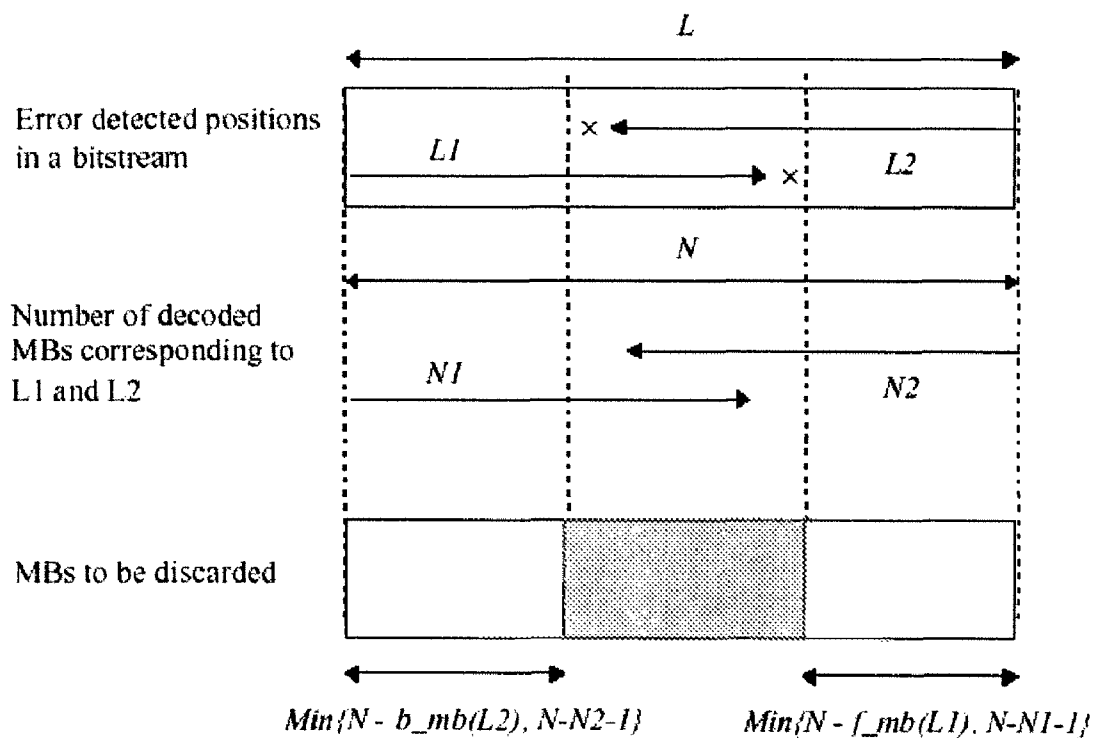 L
Error detected positions
in a bitstream
L1
L2
×
×
N
Number of decoded
MBs corresponding to
L1 and L2
N1
N2
MBs to be discarded
Min{N - b_mb(L2), N-N2-1}
Min{N - f_mb(L1), N-N1-1}